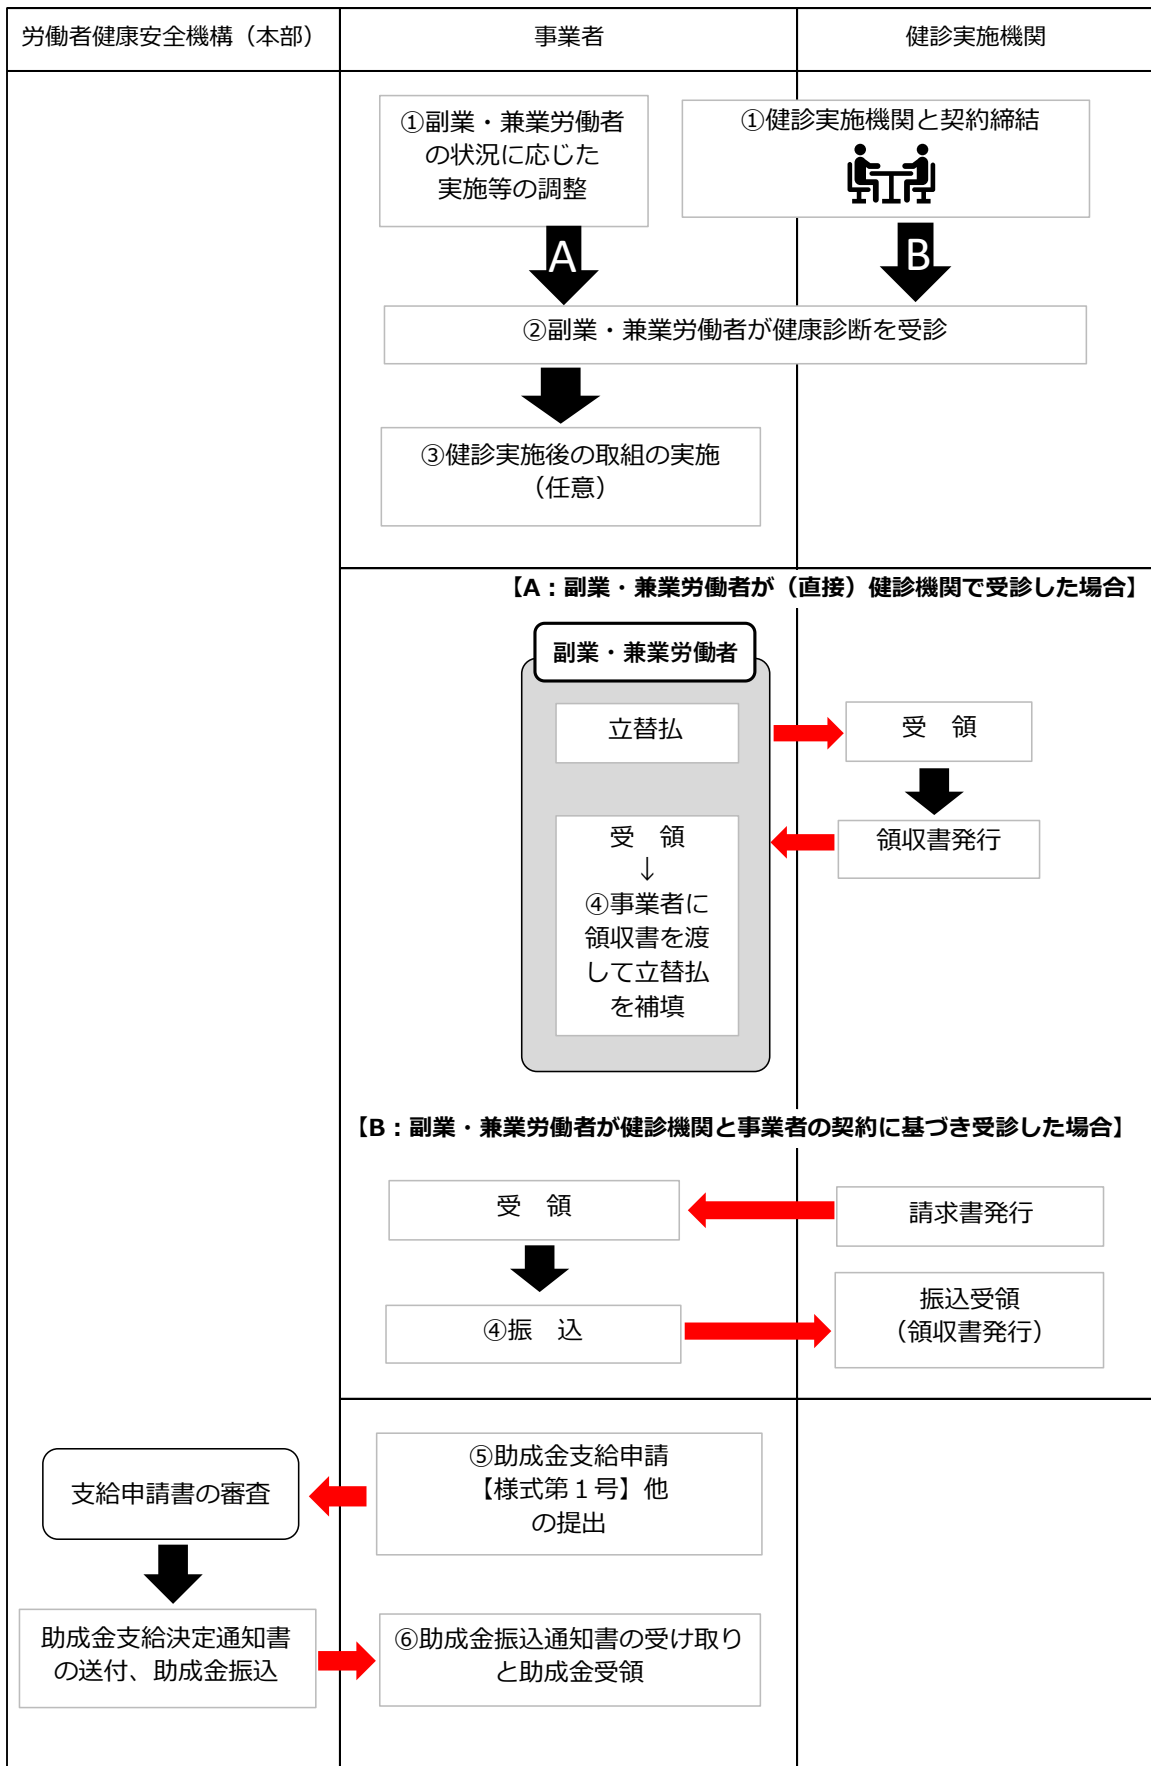 労働者健康安全機構（本部）
事業者
健診実施機関
①副業・兼業労働者
の状況に応じた
実施等の調整
①健診実施機関と契約締結
A
B
②副業・兼業労働者が健康診断を受診
③健診実施後の取組の実施
（任意）
【A：副業・兼業労働者が（直接）健診機関で受診した場合】
副業・兼業労働者
立替払
受　領
領収書発行
受　領
↓
④事業者に
領収書を渡
して立替払
を補填
【B：副業・兼業労働者が健診機関と事業者の契約に基づき受診した場合】
受　領
請求書発行
④振　込
振込受領
（領収書発行）
⑤助成金支給申請
【様式第１号】他
の提出
支給申請書の審査
助成金支給決定通知書
の送付、助成金振込
⑥助成金振込通知書の受け取り
と助成金受領